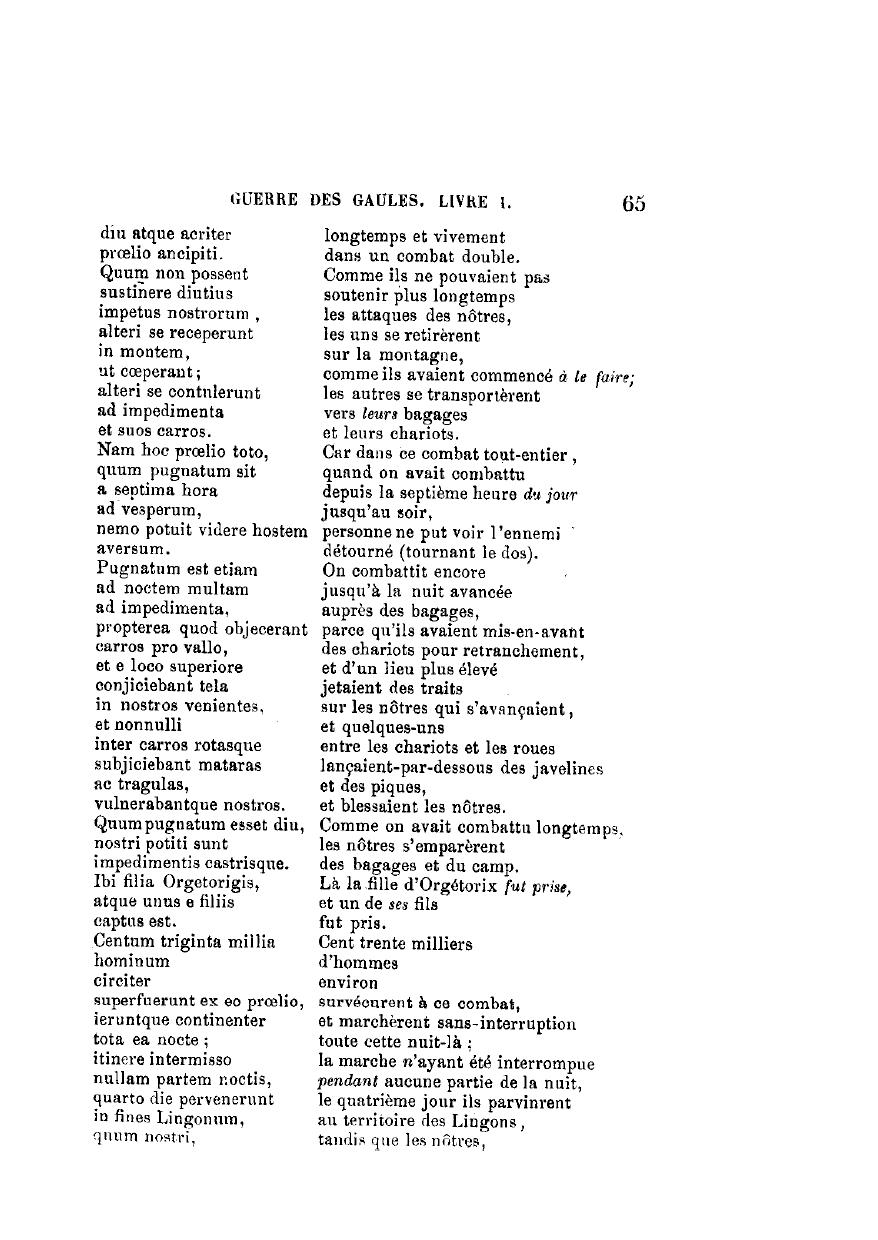 GUERRE DES GAULES. LIVRE I. 65
diu atque acriter longtemps et vivement
prœlio ancipiti. dans un combat double.
Quum non possent Comme ils ne pouvaient pas
sustinere diutius soutenir plus longtemps
impetus nostrorum , les attaques des nôtres,
alteri se receperunt les uns se retirèrent
in montem, sur la montagne,
ut cœperant ; comme ils avaient commencé à le faire;
alteri se contulerunt les autres se transportèrent
ad impedimenta vers leurs bagages
et suos carros. et leurs chariots.
Nam hoc prœlio toto, Car dans ce combat tout-entier ,
quum pugnatum sit quand on avait combattu
a septima hora depuis la septième heure du jour
ad vesperum, jusqu'au soir,
nemo potuit videre hostem personne ne put voir l'ennemi
aversum. détourné (tournant le dos).
Pugnatum est etiam On combattit encore
ad noctem multam jusqu'à la nuit avancée
ad impedimenta, auprès des bagages,
propterea quod objecerant parce qu'ils avaient mis-en-avant
carros pro vallo, des chariots pour retranchement,
et e loco superiore et d'un lieu plus élevé
conjiciebant tela jetaient des traits
in nostros venientes, sur les nôtres qui s'avançaient ,
et nonnulli et quelques-uns
inter carros rotasque entre les chariots et les roues
subjiciebant mataras lançaient-par-dessous des javelines
ac tragulas, et des piques,
vulnerabantque nostros. et blessaient les nôtres.
Quum pugnatum esset diu, Comme on avait combattu longtemps,
nostri potiti sunt les nôtres s'emparèrent
impedimentis castrisque. des bagages et du camp.
Ibi filia Orgetorigis, Là la fille d'Orgétorix fut prise,
atque unus e filiis et un de ses fils
captus est. fut pris.
Centum triginta millia Cent trente milliers
hominum d'hommes
circiter environ
superfuerunt ex eo prœlio, survécurent à ce combat,
ieruntque continenter et marchèrent sans-interruption
tota ea nocte ; toute cette nuit-là ;
itinere intermisso la marche n'ayant été interrompue
nullam partem noctis, pendant aucune partie de la nuit,
quarto die pervenerunt le quatrième jour ils parvinrent
in fines Lingonum, au territoire des Lingons ,
quum nostri, tandis que les nôtres,